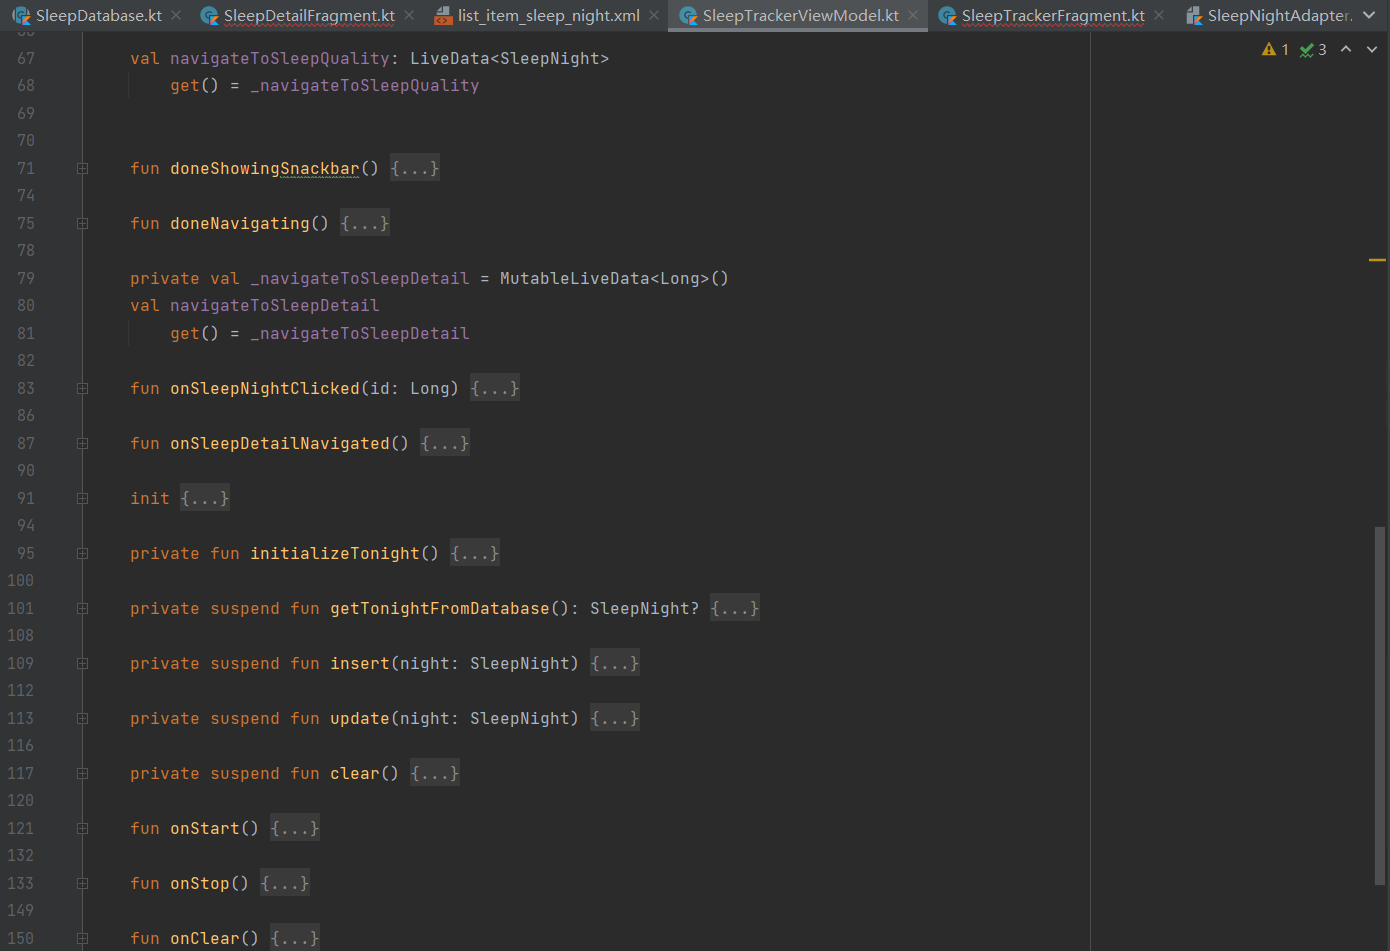 SleepDatabase.kt SleepDetailFragment.kt list_item_sleep_night.xml SleepTrackerViewModel.kt SleepTrackerFragment.kt SleepNightAdapter.
1 3
67 val navigateToSleepQuality: LiveData<SleepNight>
68 get() = _navigateToSleepQuality
69
70
71 fun doneShowingSnackbar() {...}
74
75 fun doneNavigating() {...}
78
79 private val _navigateToSleepDetail = MutableLiveData<Long>()
80 val navigateToSleepDetail
81 get() = _navigateToSleepDetail
82
83 fun onSleepNightClicked(id: Long) {...}
86
87 fun onSleepDetailNavigated() {...}
90
91 init {...}
94
95 private fun initializeTonight() {...}
100
101 private suspend fun getTonightFromDatabase(): SleepNight? {...}
108
109 private suspend fun insert(night: SleepNight) {...}
112
113 private suspend fun update(night: SleepNight) {...}
116
117 private suspend fun clear() {...}
120
121 fun onStart() {...}
132
133 fun onStop() {...}
149
150 fun onClear() {...}